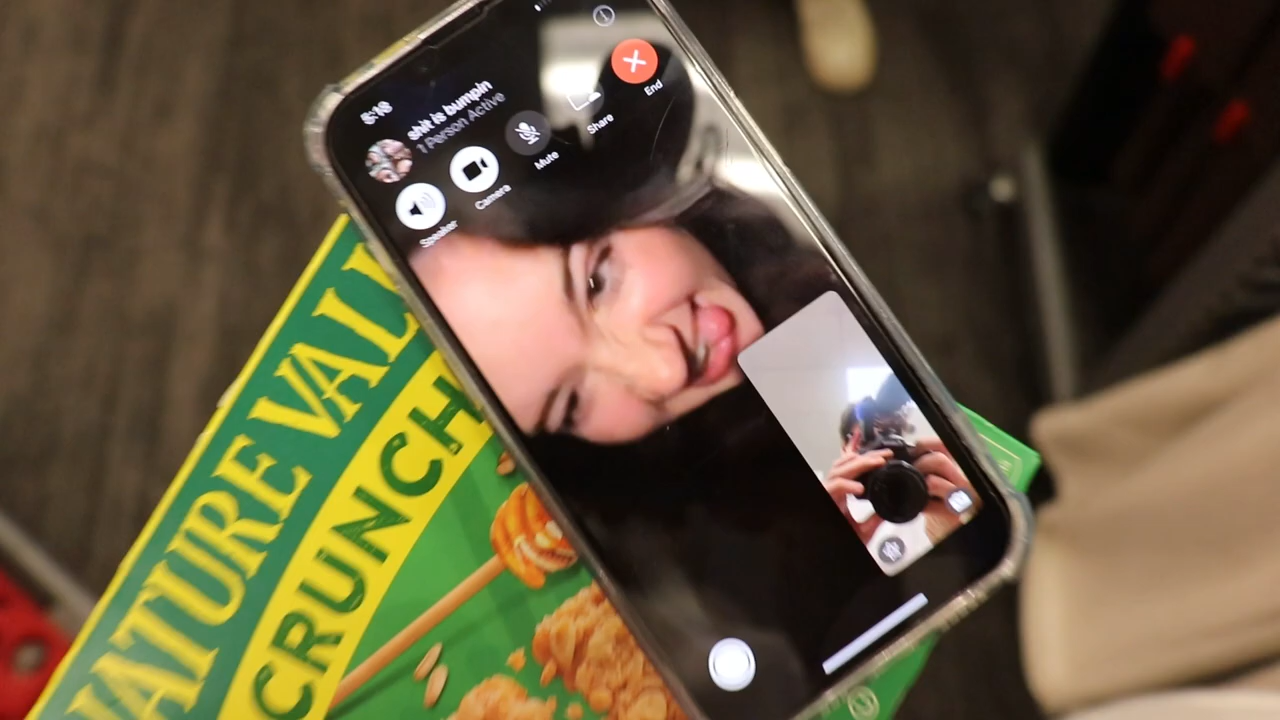 5:18
shit is bumpin
1 Person Active
Speaker
Camera
Mute
Share
End
NATURE VALL
CRUNCH